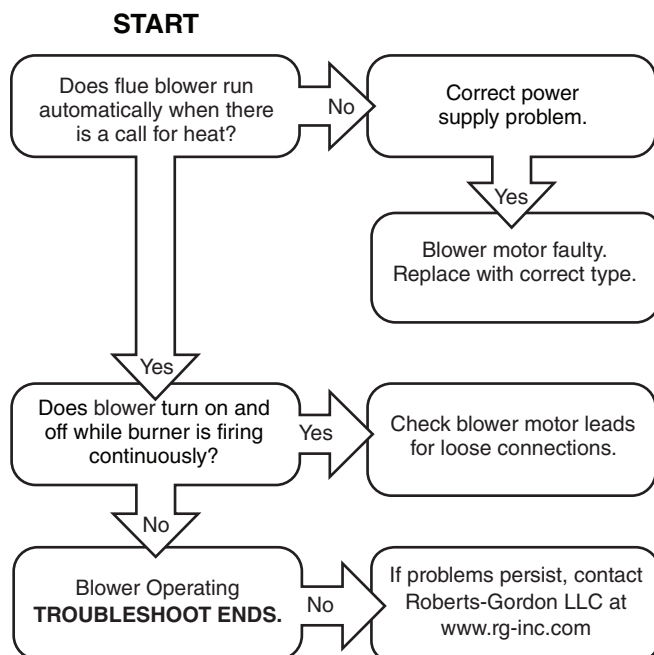 START
Does flue blower run
automatically when there
is a call for heat?
No
Correct power
supply problem.
Yes
Blower motor faulty.
Replace with correct type.
Yes
Does blower turn on and
off while burner is firing
continuously?
Yes
Check blower motor leads
for loose connections.
No
Blower Operating
TROUBLESHOOT ENDS.
No
If problems persist, contact
Roberts-Gordon LLC at
www.rg-inc.com